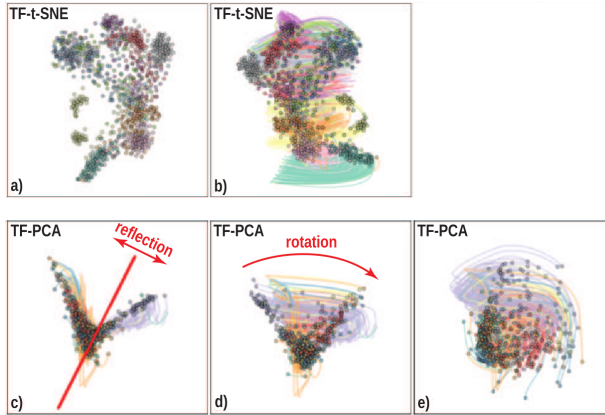 TF-t-SNE
TF-t-SNE
a)
b)
TF-PCA
reflection
TF-PCA
rotation
TF-PCA
c)
d)
e)